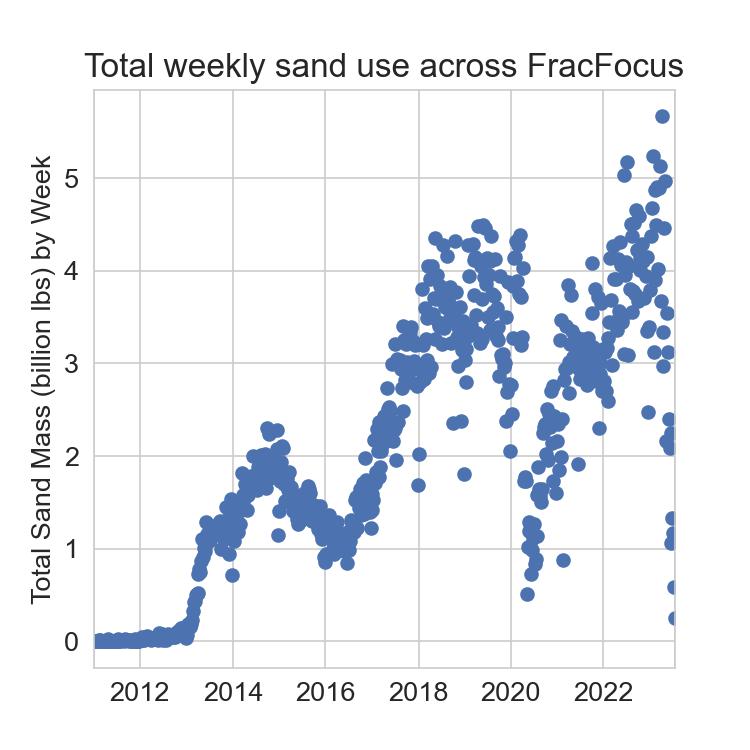 Total weekly sand use across FracFocus
Total Sand Mass (billion lbs) by Week
5
4
3
2
1
0
2012 2014 2016 2018 2020 2022